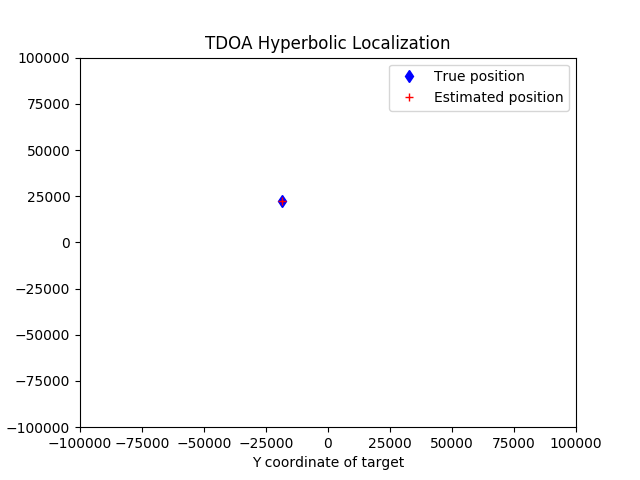 TDOA Hyperbolic Localization
100000
75000
50000
25000
0
−25000
−50000
−75000
−100000
True position
Estimated position
−100000 −75000 −50000 −25000 0 25000 50000 75000 100000
Y coordinate of target